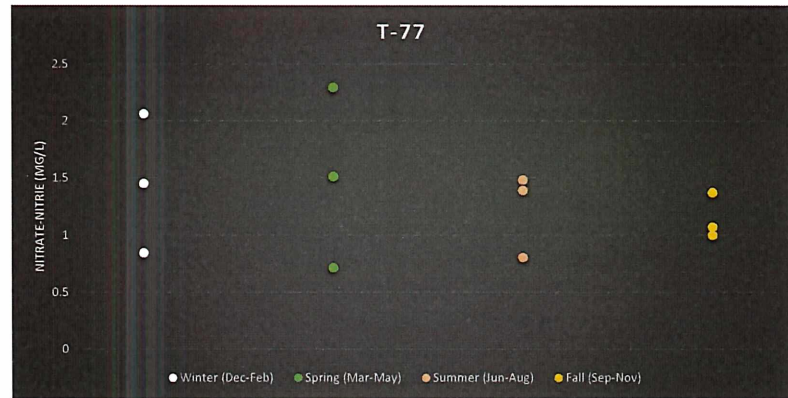 T-77
NITRATE-NITRIE (MG/L)
2.5
2
1.5
1
0.5
0
Winter (Dec-Feb) Spring (Mar-May) Summer (Jun-Aug) Fall (Sep-Nov)